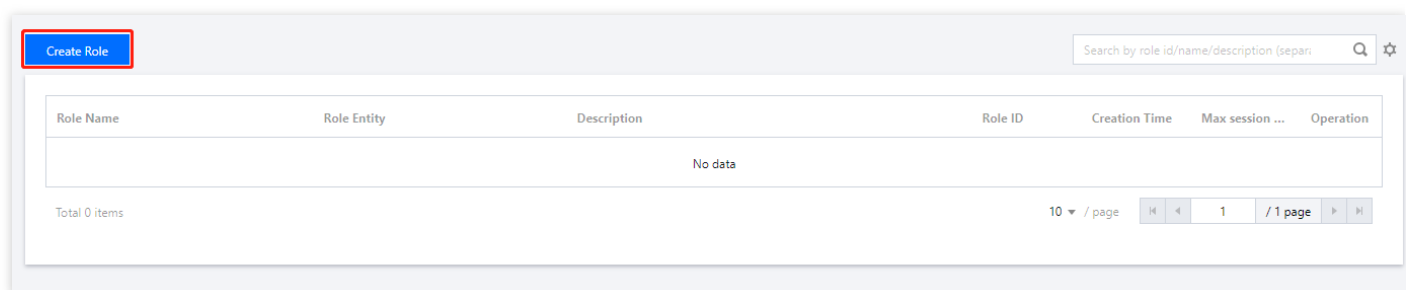 Create Role
Search by role id/name/description (separ
Role Name Role Entity Description Role ID Creation Time Max session ... Operation
No data
Total 0 items 10 / page 1 / 1 page